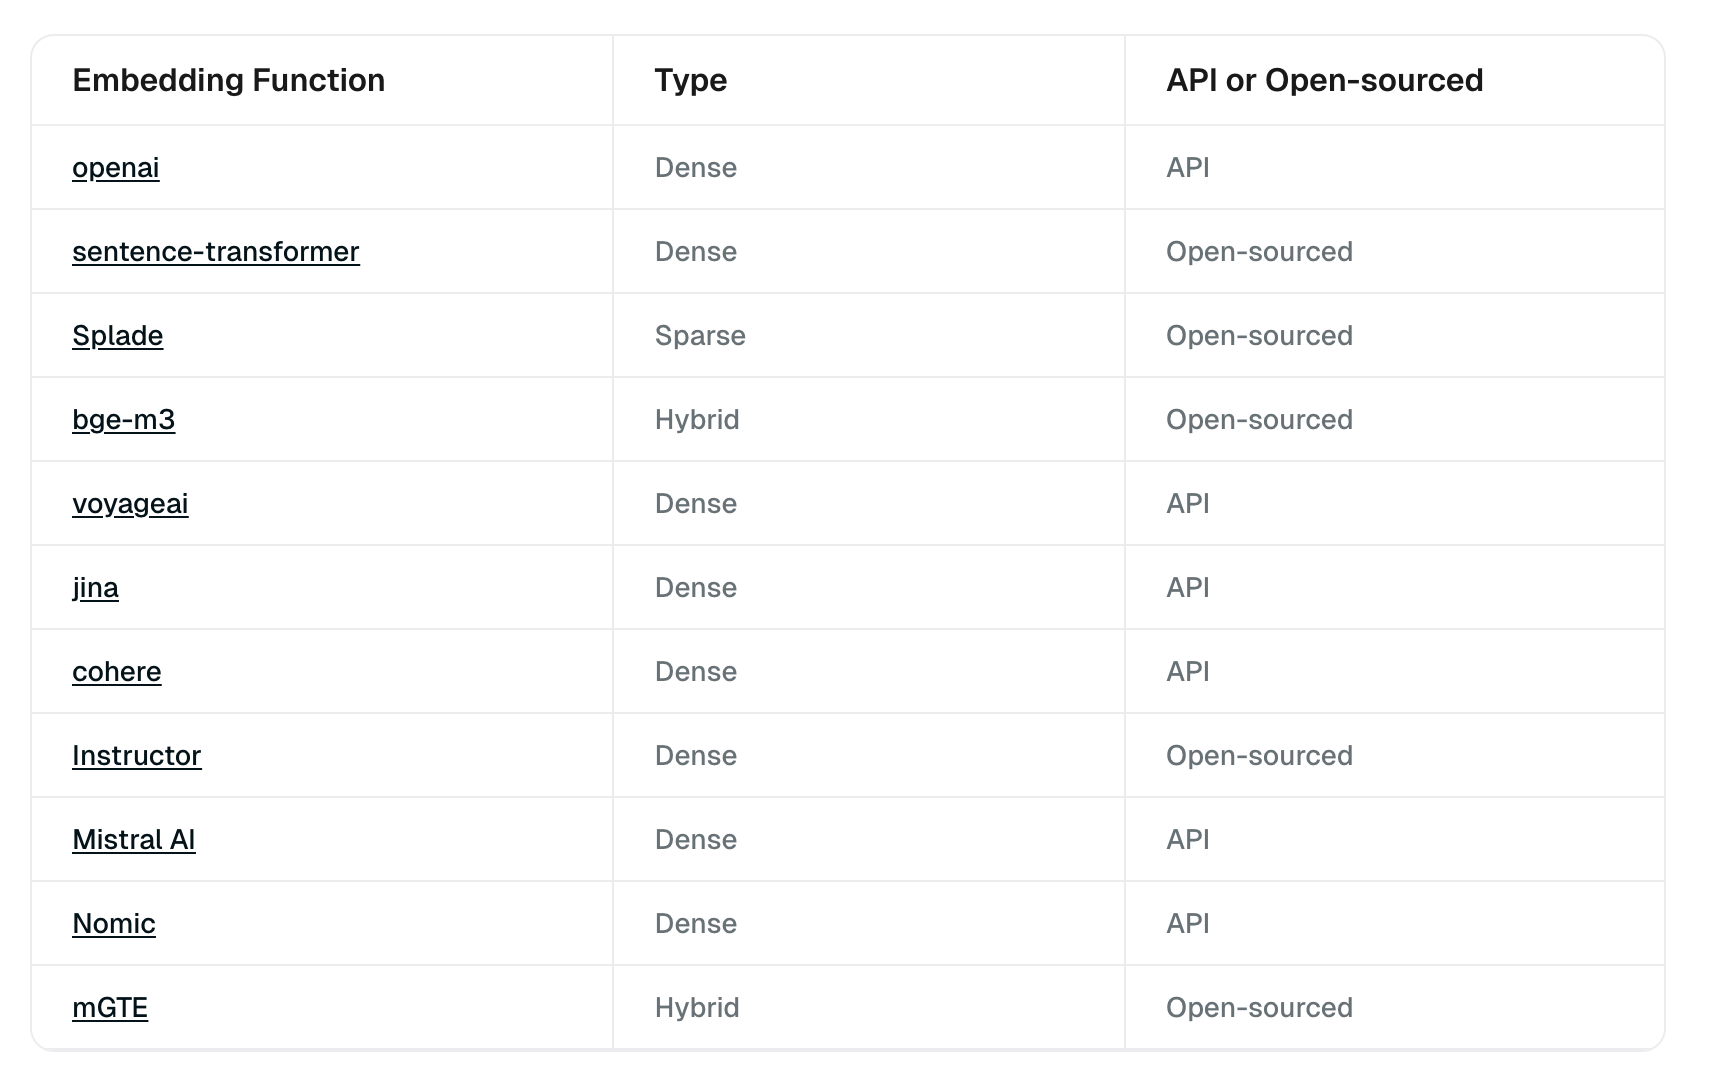 Embedding Function Type API or Open-sourced
openai Dense API
sentence-transformer Dense Open-sourced
Splade Sparse Open-sourced
bge-m3 Hybrid Open-sourced
voyageai Dense API
jina Dense API
cohere Dense API
Instructor Dense Open-sourced
Mistral AI Dense API
Nomic Dense API
mGTE Hybrid Open-sourced